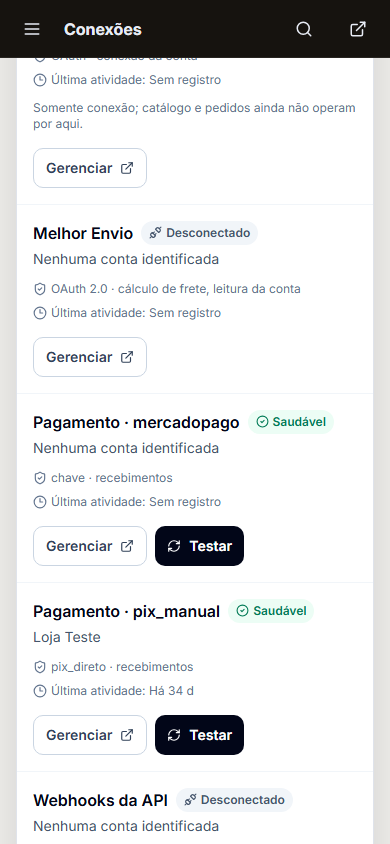 Conexões
Última atividade: Sem registro
Somente conexão; catálogo e pedidos ainda não operam
por aqui.
Gerenciar
Melhor Envio Desconectado
Nenhuma conta identificada
OAuth 2.0 · cálculo de frete, leitura da conta
Última atividade: Sem registro
Gerenciar
Pagamento · mercadopago Saudável
Nenhuma conta identificada
chave · recebimentos
Última atividade: Sem registro
Gerenciar Testar
Pagamento · pix_manual Saudável
Loja Teste
pix_direto · recebimentos
Última atividade: Há 34 d
Gerenciar Testar
Webhooks da API Desconectado
Nenhuma conta identificada